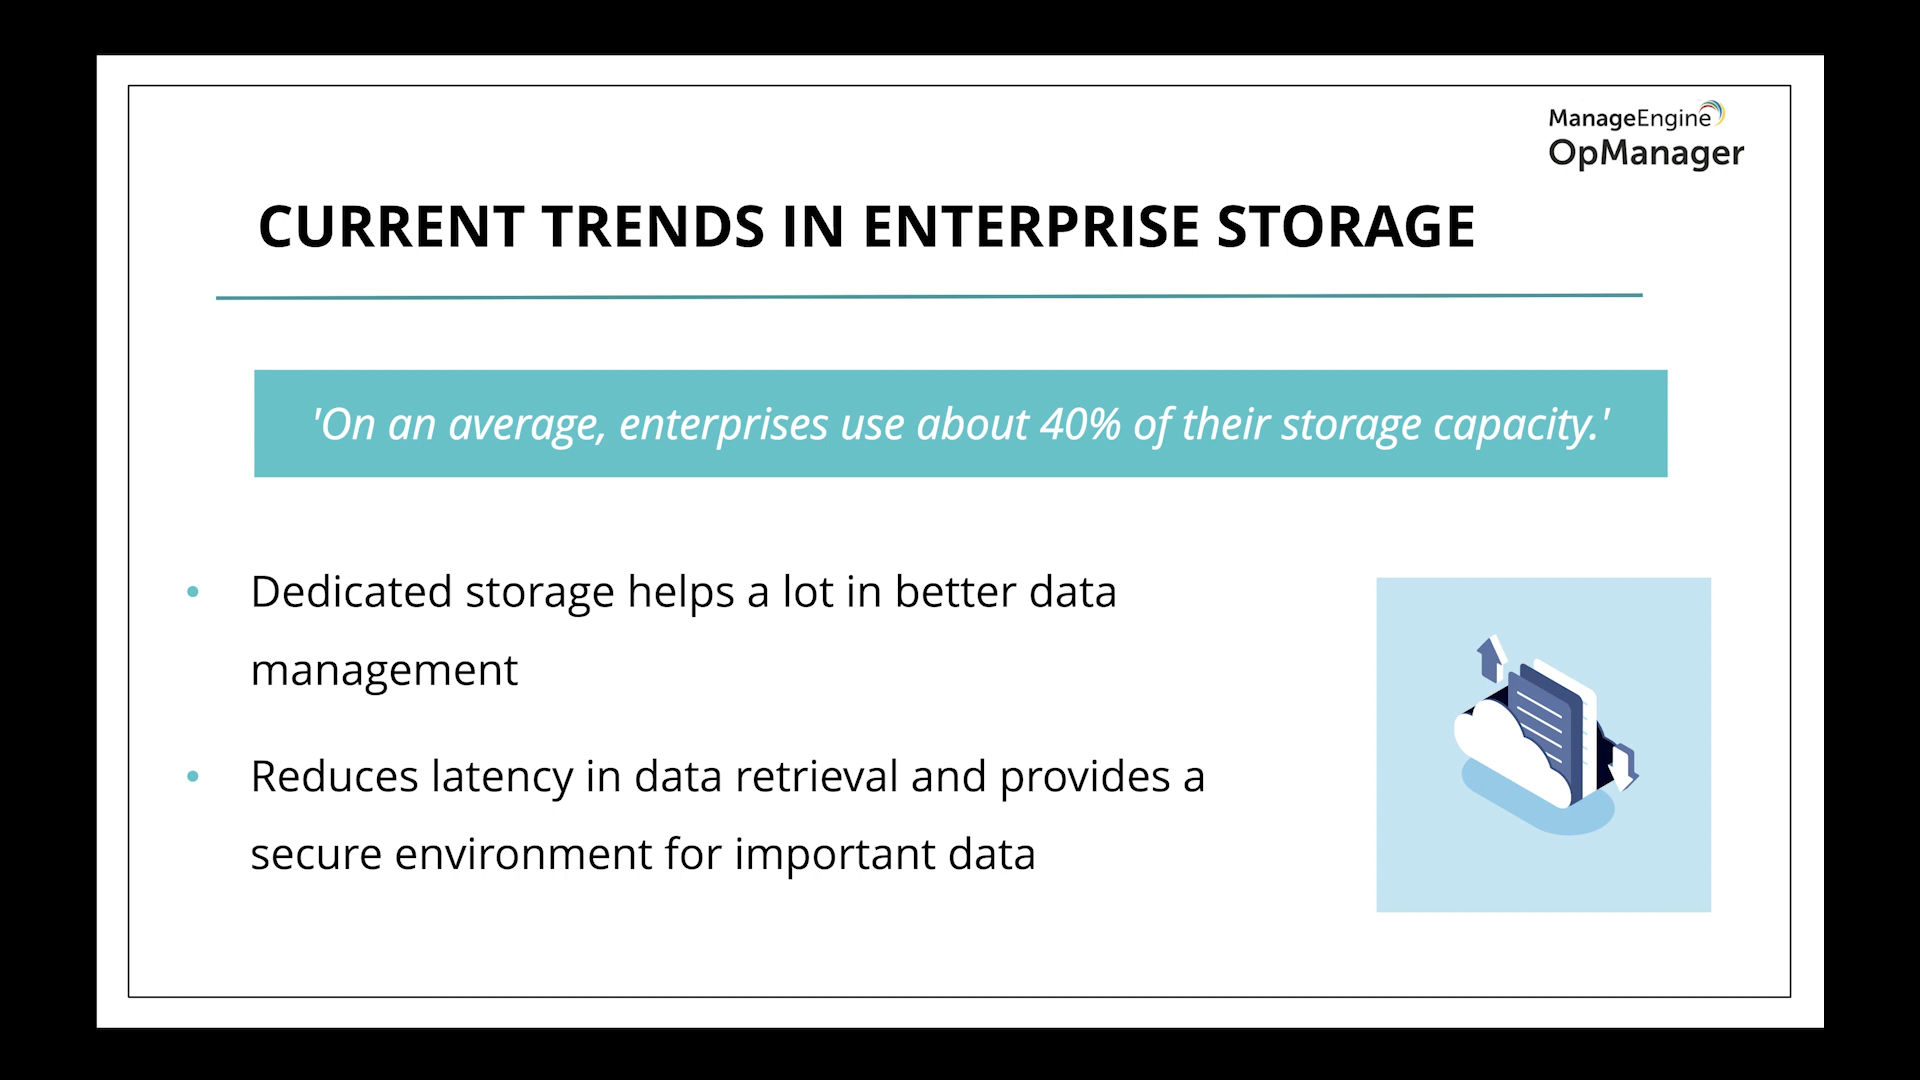 ManageEngine
OpManager
CURRENT TRENDS IN ENTERPRISE STORAGE
'On an average, enterprises use about 40% of their storage capacity.'
• Dedicated storage helps a lot in better data
management
• Reduces latency in data retrieval and provides a
secure environment for important data